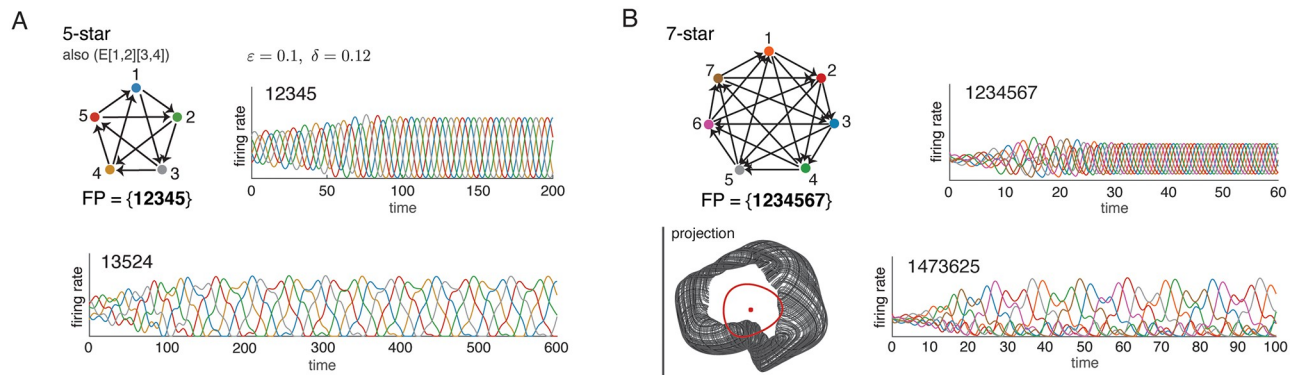 A
5-star
also (E[1,2][3,4])
ε = 0.1, δ = 0.12
1
2
3
4
5
FP = {12345}
12345
firing rate
0 50 100 150 200
time
13524
firing rate
0 100 200 300 400 500 600
time
B
7-star
1
2
3
4
5
6
7
FP = {1234567}
1234567
firing rate
0 10 20 30 40 50 60
time
projection
1473625
firing rate
0 10 20 30 40 50 60 70 80 90 100
time